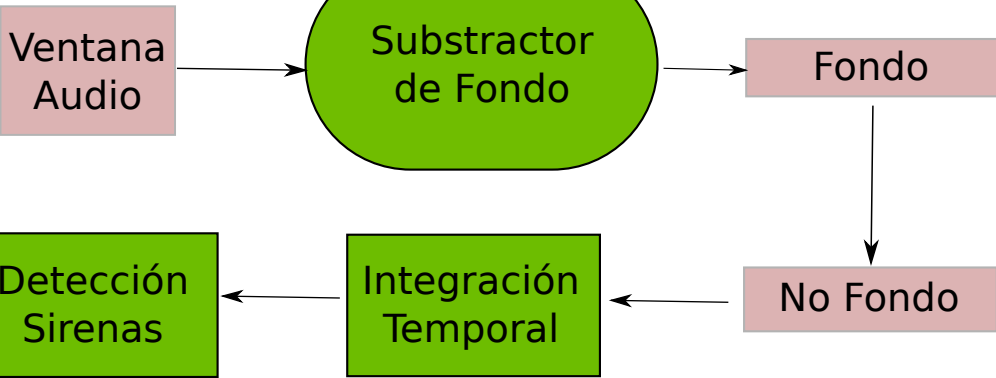 Ventana
Audio
Substractor
de Fondo
Fondo
No Fondo
Integración
Temporal
Detección
Sirenas